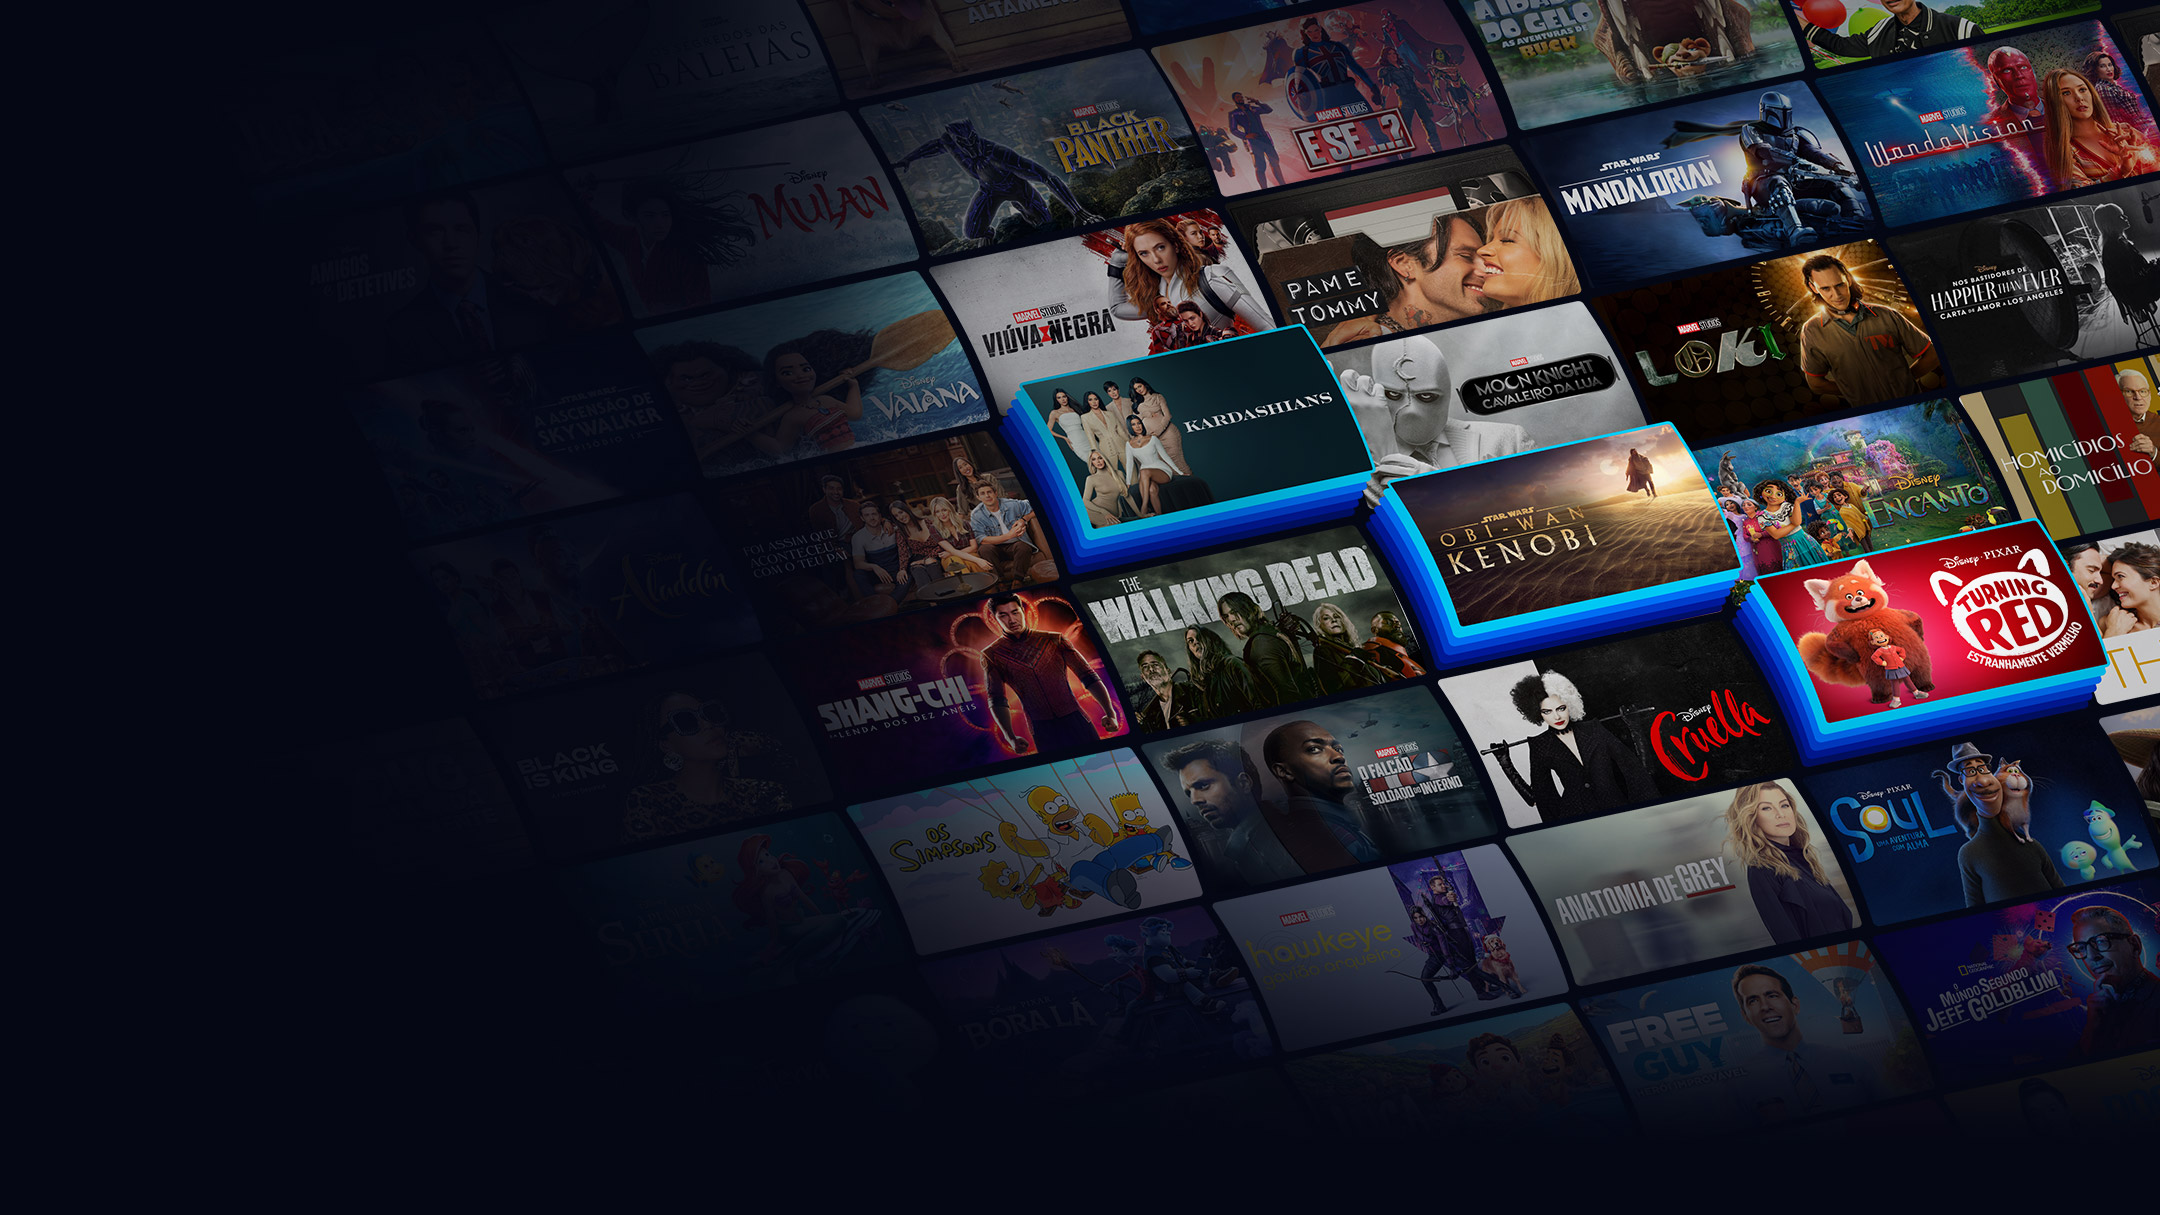 BALEIAS
ALTAMENTE
A IDADE
DO GELO
AS AVENTURAS DE
BUCK
MARVEL STUDIOS
BLACK
PANTHER
MARVEL STUDIOS
E SE...?
STAR WARS
THE
MANDALORIAN
MARVEL STUDIOS
WandaVision
AMIGOS
DETETIVES
Disney
MULAN
MARVEL STUDIOS
VIÚVA NEGRA
PAM E
TOMMY
MARVEL STUDIOS
LOKI
Disney
NOS BASTIDORES DE
HAPPIER THAN EVER
CARTA DE AMOR A LOS ANGELES
STAR WARS
A ASCENSÃO DE
SKYWALKER
Disney
VAIANA
KARDASHIANS
MARVEL STUDIOS
MOON KNIGHT
CAVALEIRO DA LUA
Disney
ENCANTO
HOMICÍDIOS
AO
DOMICÍLIO
Aladdin
FOI ASSIM QUE
ACONTECEU...
COM O TEU PAI
THE
WALKING DEAD
STAR WARS
OBI-WAN
KENOBI
Disney · PIXAR
TURNING
RED
ESTRANHAMENTE VERMELHO
BLACK
IS KING
MARVEL STUDIOS
SHANG-CHI
E A LENDA DOS DEZ ANÉIS
MARVEL STUDIOS
O FALCÃO
E O
SOLDADO DO INVERNO
Disney
Cruella
TH
OS
SIMPSONS
MARVEL STUDIOS
hawkeye
gavião arqueiro
ANATOMIA DE GREY
Disney · PIXAR
SOUL
UMA AVENTURA
COM ALMA
SEREIA
'BORA LÁ
FREE
GUY
NATIONAL
GEOGRAPHIC
O
MUNDO SEGUNDO
JEFF GOLDBLUM